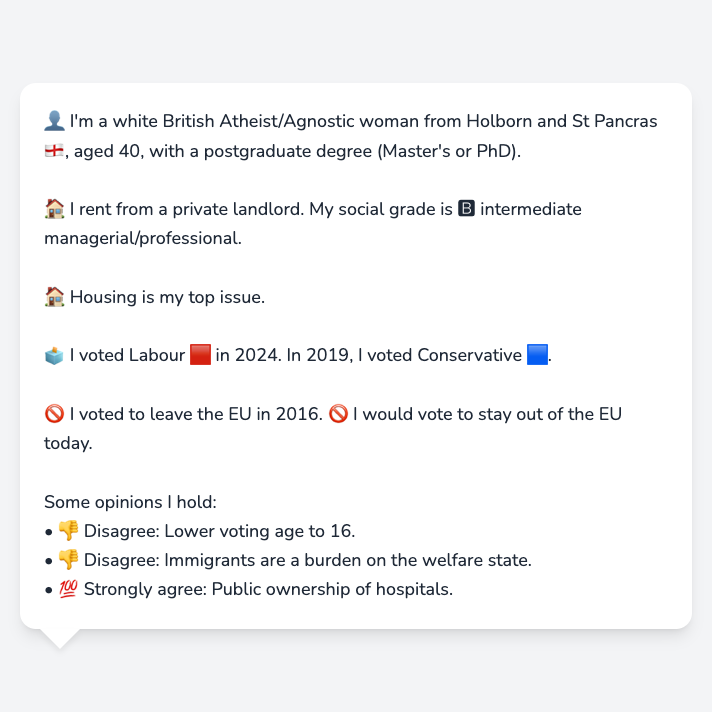 👤 I'm a white British Atheist/Agnostic woman from Holborn and St Pancras
🏴󠁧󠁢󠁥󠁮󠁧󠁿, aged 40, with a postgraduate degree (Master's or PhD).
🏠 I rent from a private landlord. My social grade is 🅱 intermediate
managerial/professional.
🏠 Housing is my top issue.
🗳️ I voted Labour 🟥 in 2024. In 2019, I voted Conservative 🟦.
🚫 I voted to leave the EU in 2016. 🚫 I would vote to stay out of the EU
today.
Some opinions I hold:
• 👎 Disagree: Lower voting age to 16.
• 👎 Disagree: Immigrants are a burden on the welfare state.
• 💯 Strongly agree: Public ownership of hospitals.